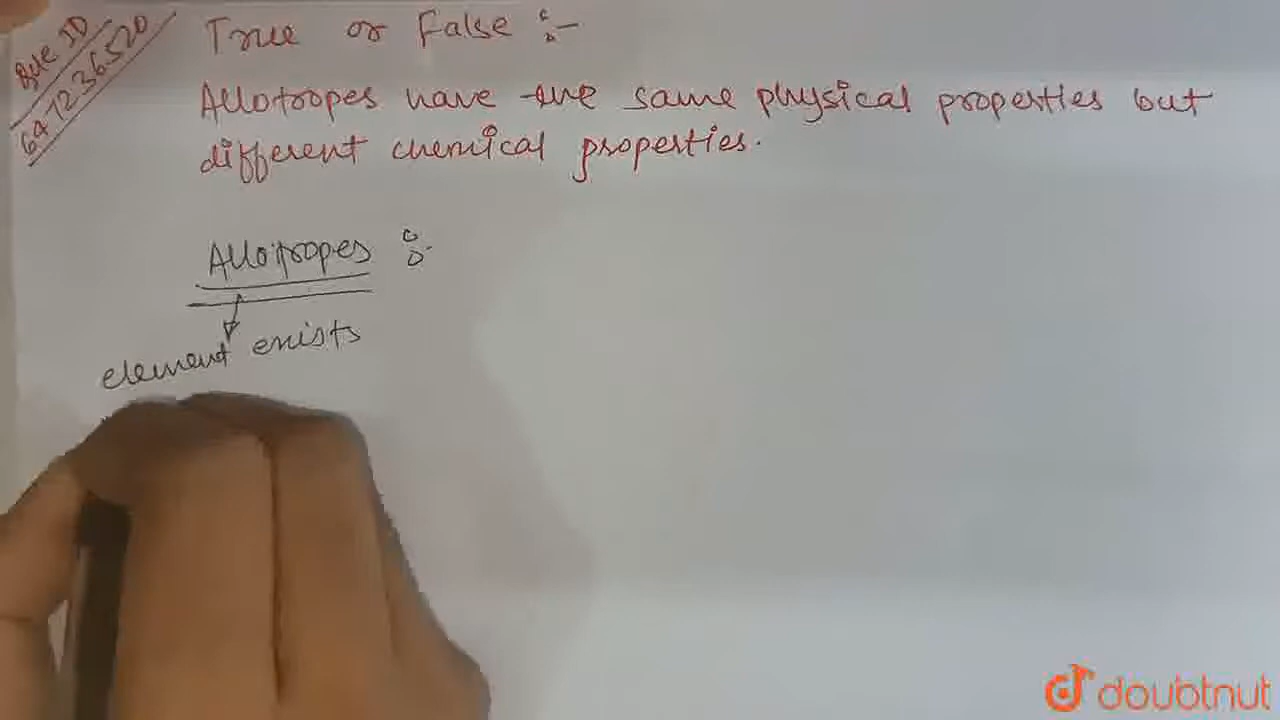 Que ID
647236520
True or False :-
Allotropes have the same physical properties but
different chemical properties.
Allotropes :-
element exists
doubtnut